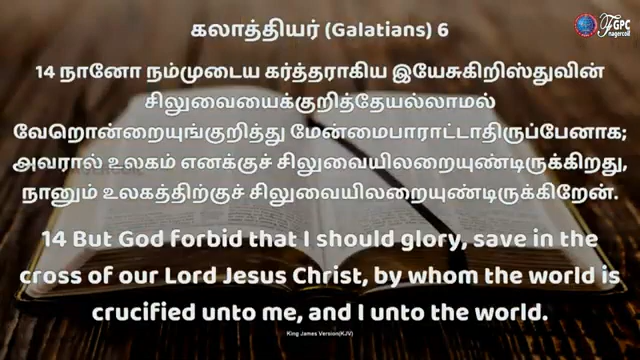 கலாத்தியர் (Galatians) 6
FGPC
nagercoil
14 நானோ நம்முடைய கர்த்தராகிய இயேசுகிறிஸ்துவின்
சிலுவையைக்குறித்தேயல்லாமல்
வேறொன்றையுங்குறித்து மேன்மைபாராட்டாதிருப்பேனாக;
அவரால் உலகம் எனக்குச் சிலுவையிலறையுண்டிருக்கிறது,
நானும் உலகத்திற்குச் சிலுவையிலறையுண்டிருக்கிறேன்.
14 But God forbid that I should glory, save in the
cross of our Lord Jesus Christ, by whom the world is
crucified unto me, and I unto the world.
King James Version(KJV)